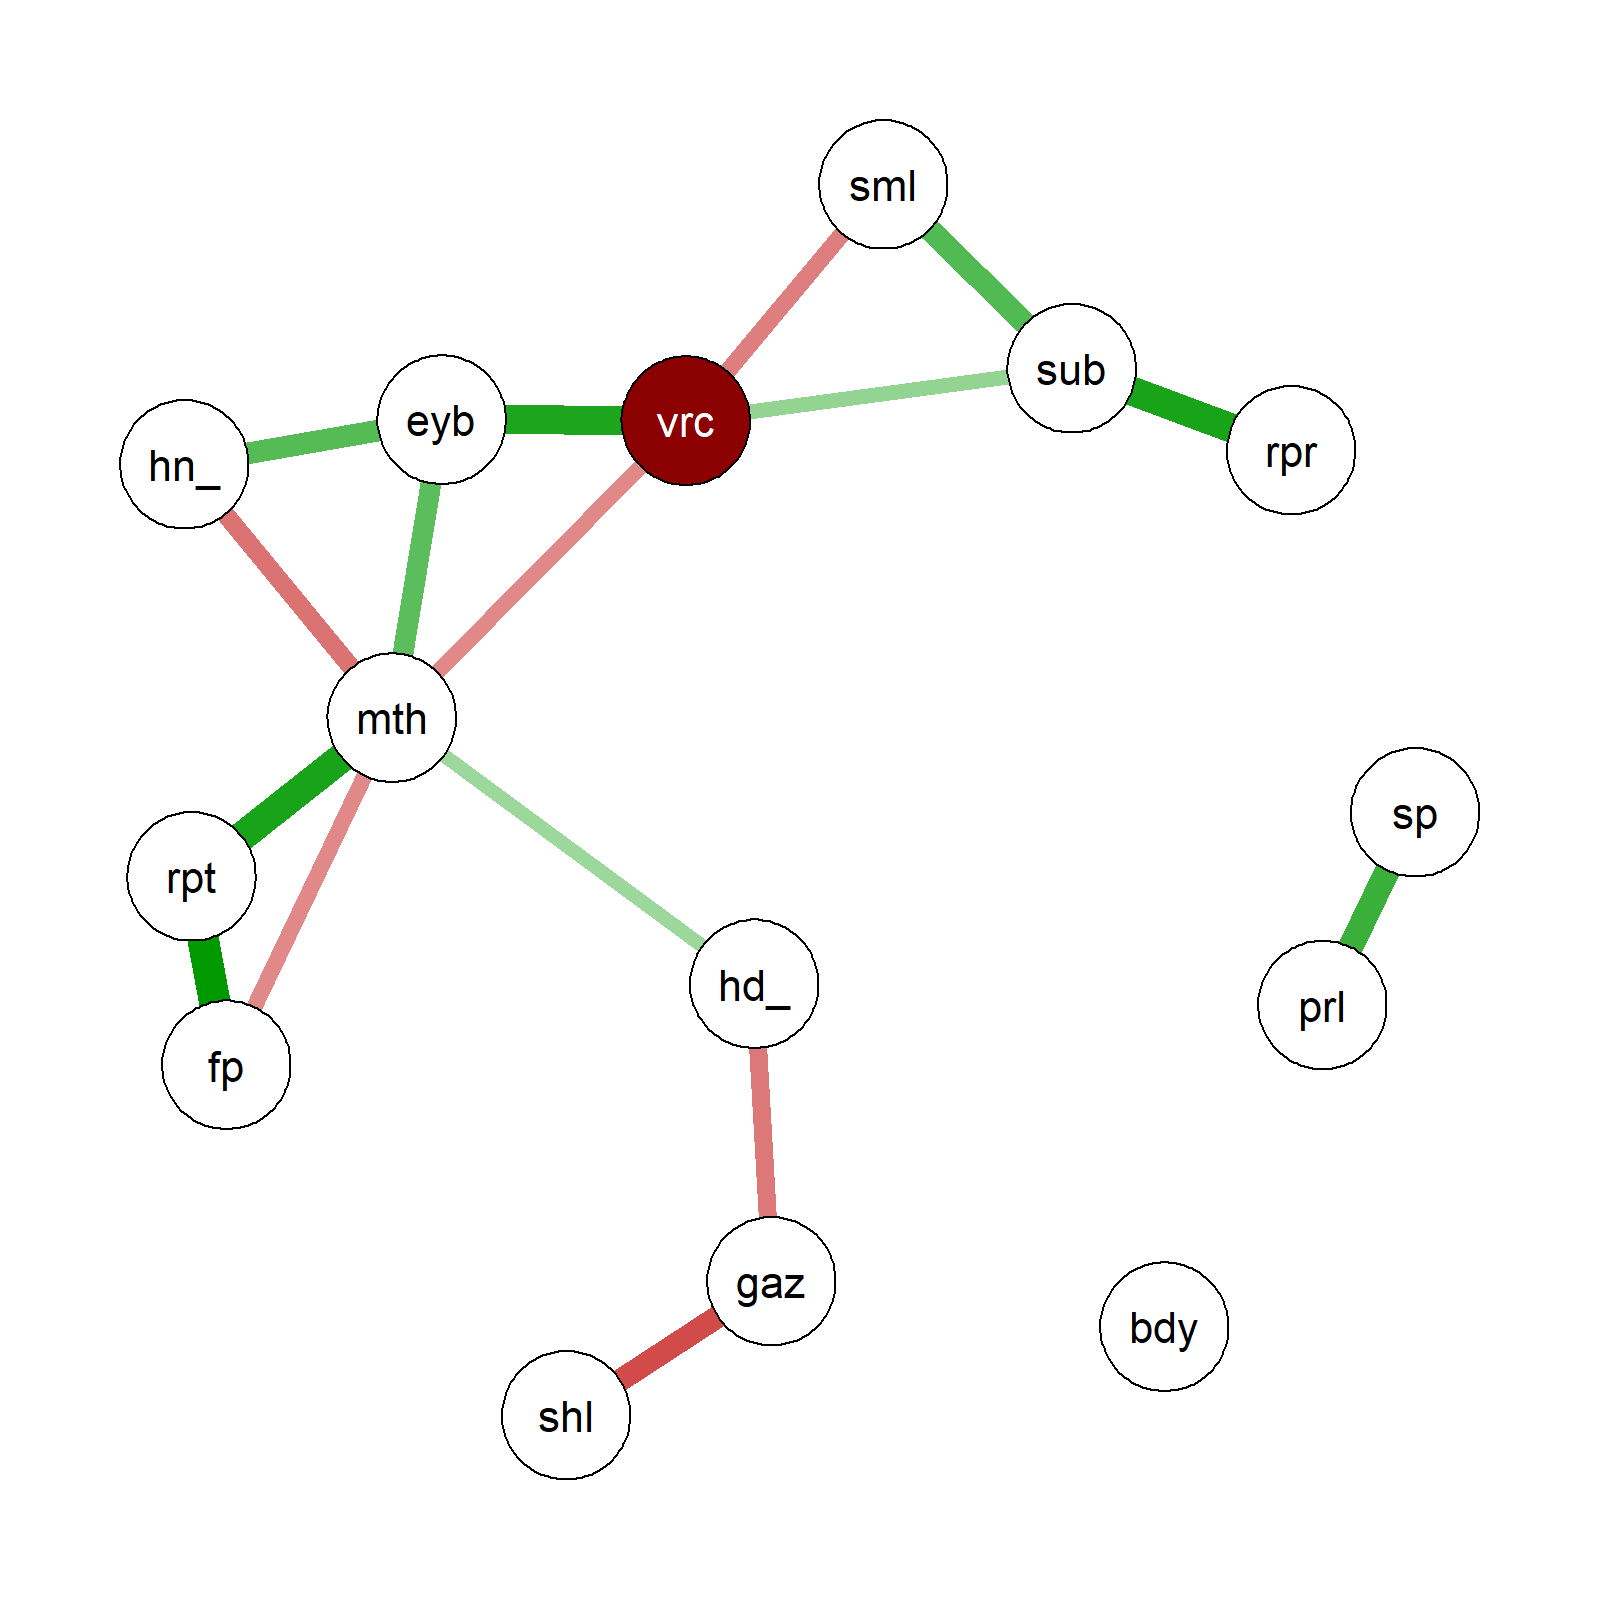 sml
sub
eyb
vrc
rpr
hn_
mth
sp
rpt
hd_
prl
fp
gaz
bdy
shl